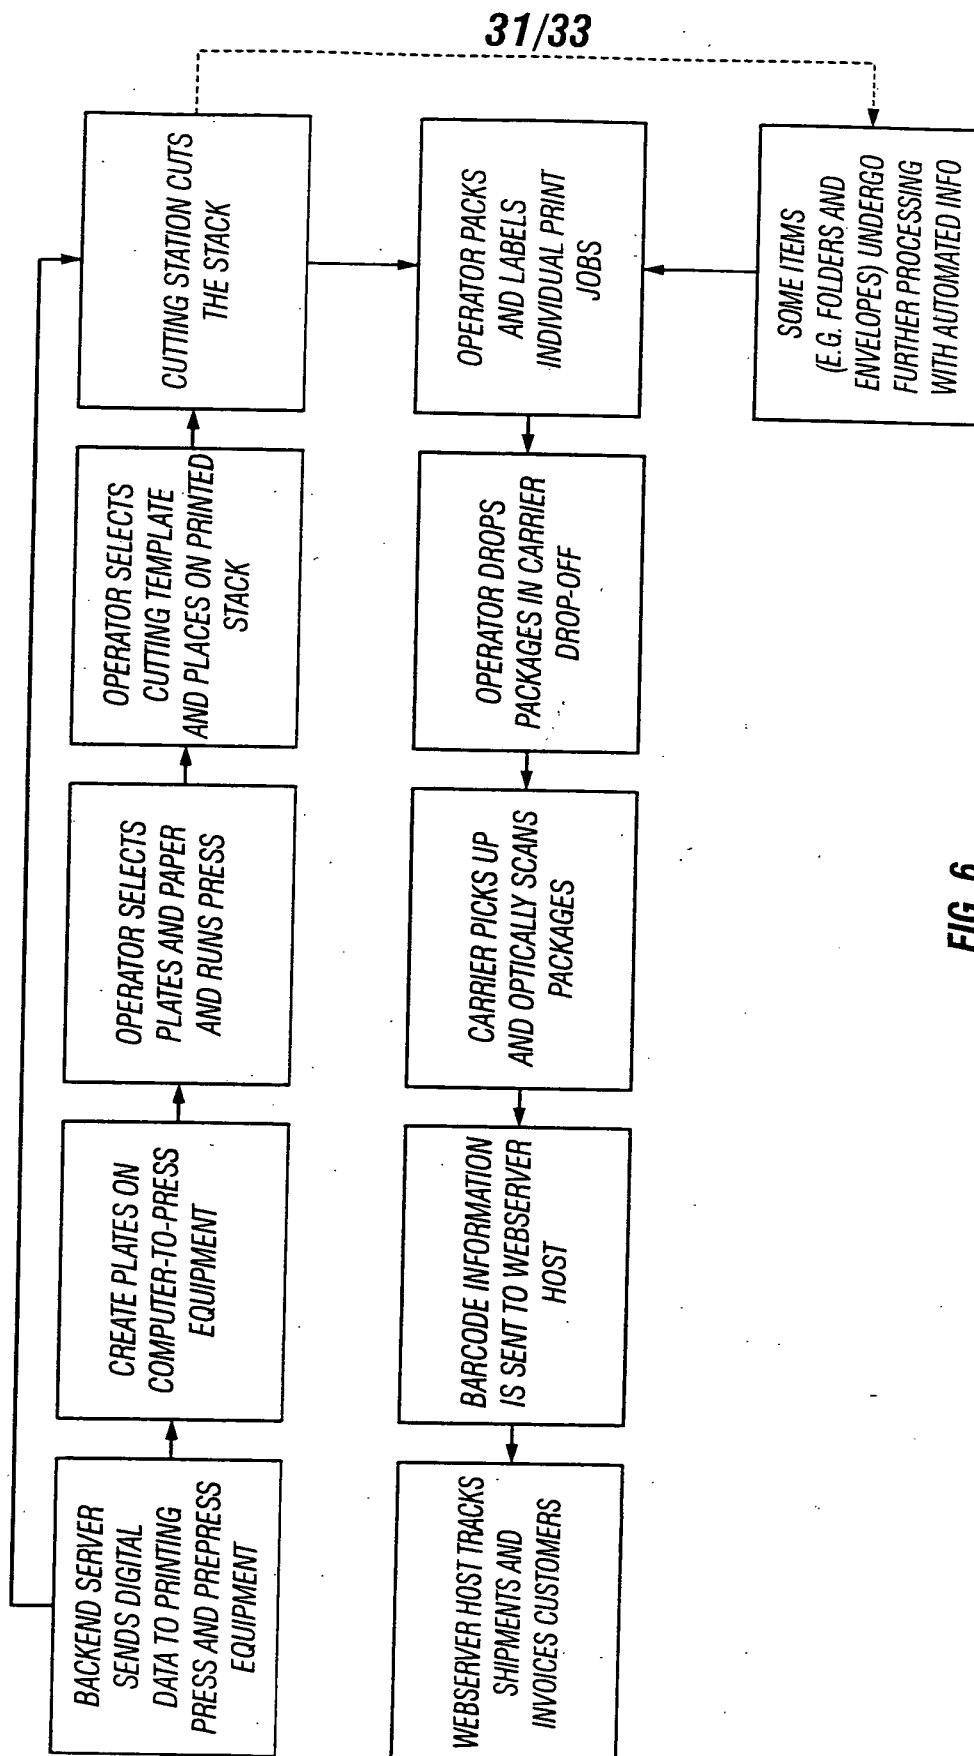 31/33
BACKEND SERVER
SENDS DIGITAL
DATA TO PRINTING
PRESS AND PREPRESS
EQUIPMENT
CREATE PLATES ON
COMPUTER-TO-PRESS
EQUIPMENT
OPERATOR SELECTS
PLATES AND PAPER
AND RUNS PRESS
OPERATOR SELECTS
CUTTING TEMPLATE
AND PLACES ON PRINTED
STACK
CUTTING STATION CUTS
THE STACK
OPERATOR PACKS
AND LABELS
INDIVIDUAL PRINT
JOBS
OPERATOR DROPS
PACKAGES IN CARRIER
DROP-OFF
CARRIER PICKS UP
AND OPTICALLY SCANS
PACKAGES
BARCODE INFORMATION
IS SENT TO WEBSERVER
HOST
WEBSERVER HOST TRACKS
SHIPMENTS AND
INVOICES CUSTOMERS
SOME ITEMS
(E.G. FOLDERS AND
ENVELOPES) UNDERGO
FURTHER PROCESSING
WITH AUTOMATED INFO
FIG. 6